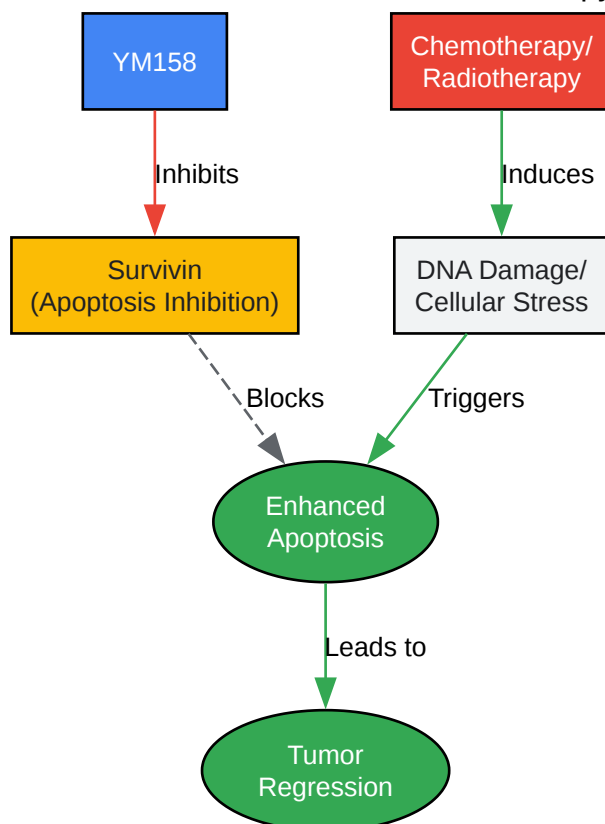 YM158
Chemotherapy/
Radiotherapy
Inhibits
Induces
Survivin
(Apoptosis Inhibition)
DNA Damage/
Cellular Stress
Blocks
Triggers
Enhanced
Apoptosis
Leads to
Tumor
Regression